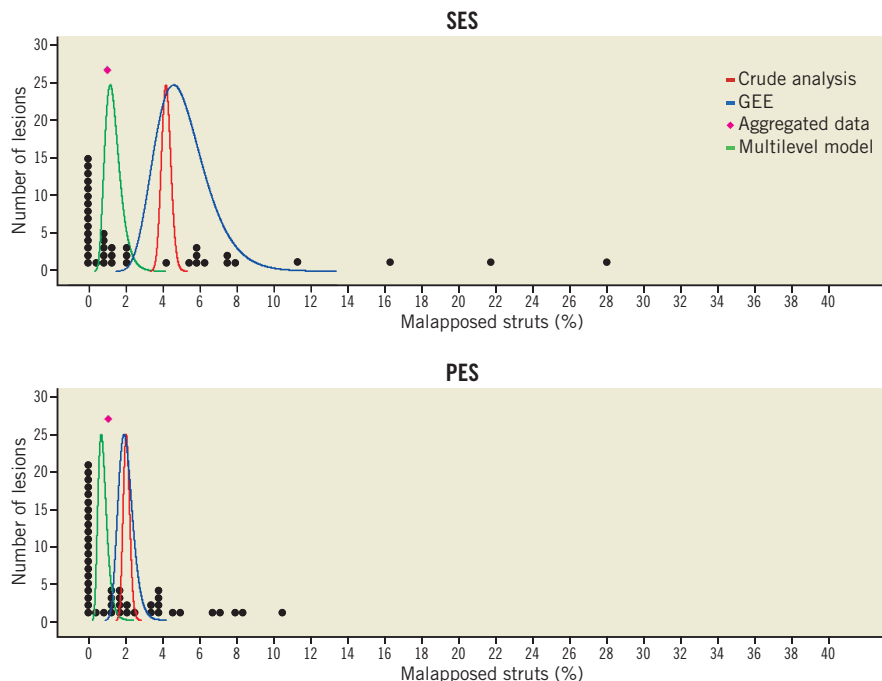 SES
30
25
20
15
10
5
0
Number of lesions
Crude analysis
GEE
Aggregated data
Multilevel model
0 2 4 6 8 10 12 14 16 18 20 22 24 26 28 30 32 34 36 38 40
Malapposed struts (%)
PES
30
25
20
15
10
5
0
Number of lesions
0 2 4 6 8 10 12 14 16 18 20 22 24 26 28 30 32 34 36 38 40
Malapposed struts (%)